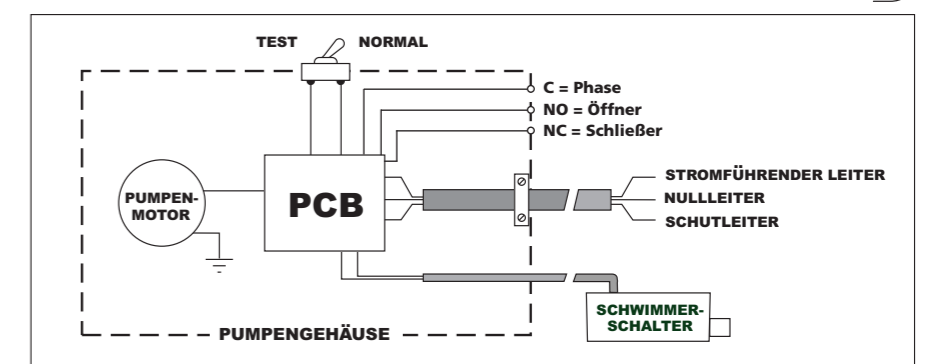 TEST NORMAL
C = Phase
NO = Öffner
NC = Schließer
STROMFÜHRENDER LEITER
NULLLEITER
SCHUTLEITER
PUMPEN-
MOTOR
PCB
SCHWIMMER-
SCHALTER
PUMPENGEHÄUSE